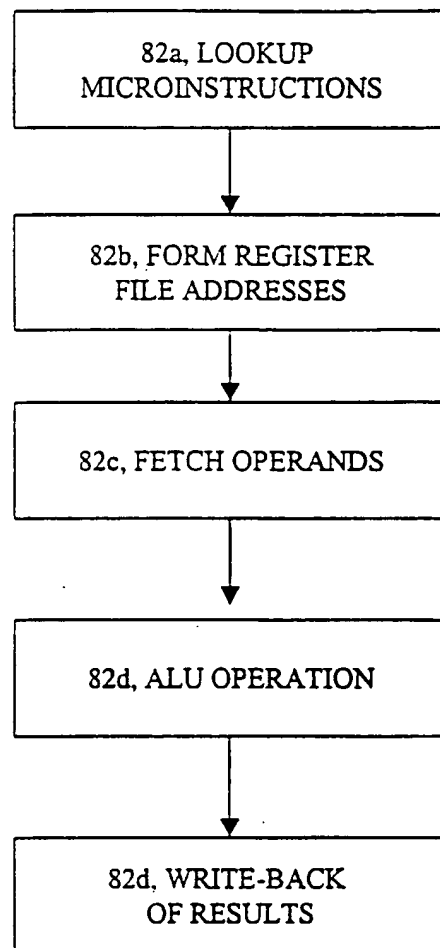 82a, LOOKUP
MICROINSTRUCTIONS
82b, FORM REGISTER
FILE ADDRESSES
82c, FETCH OPERANDS
82d, ALU OPERATION
82d, WRITE-BACK
OF RESULTS